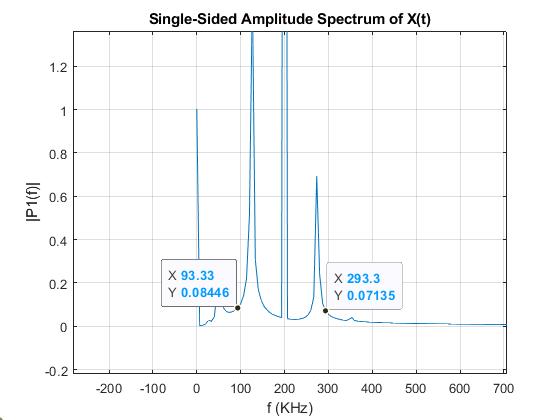 Single-Sided Amplitude Spectrum of X(t)
|P1(f)|
1.2
1
0.8
0.6
0.4
0.2
0
-0.2
X 93.33
Y 0.08446
X 293.3
Y 0.07135
-200 -100 0 100 200 300 400 500 600 700
f (KHz)